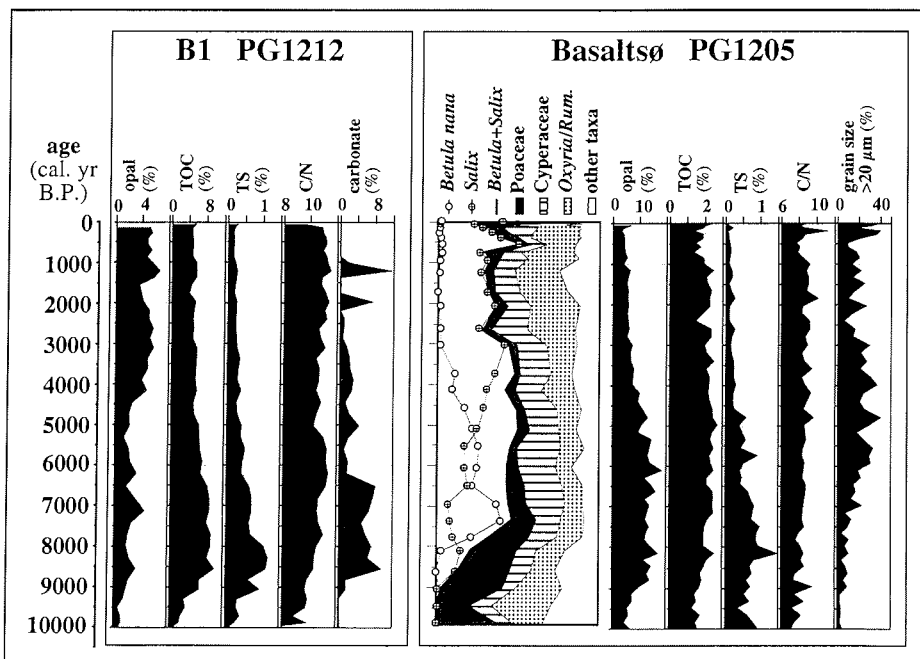 B1 PG1212
Basaltsø PG1205
age
(cal. yr
B.P.)
opal
(%)
TOC
(%)
TS
(%)
C/N
carbonate
(%)
Betula nana
Salix
Betula+Salix
Poaceae
Cyperaceae
Oxyria/Rum.
other taxa
opal
(%)
TOC
(%)
TS
(%)
C/N
grain size
>20 µm (%)
0 4
0 8
0 1
8 10
0 8
0 10
0 2
0 1
6 10
0 40
0
1000
2000
3000
4000
5000
6000
7000
8000
9000
10000